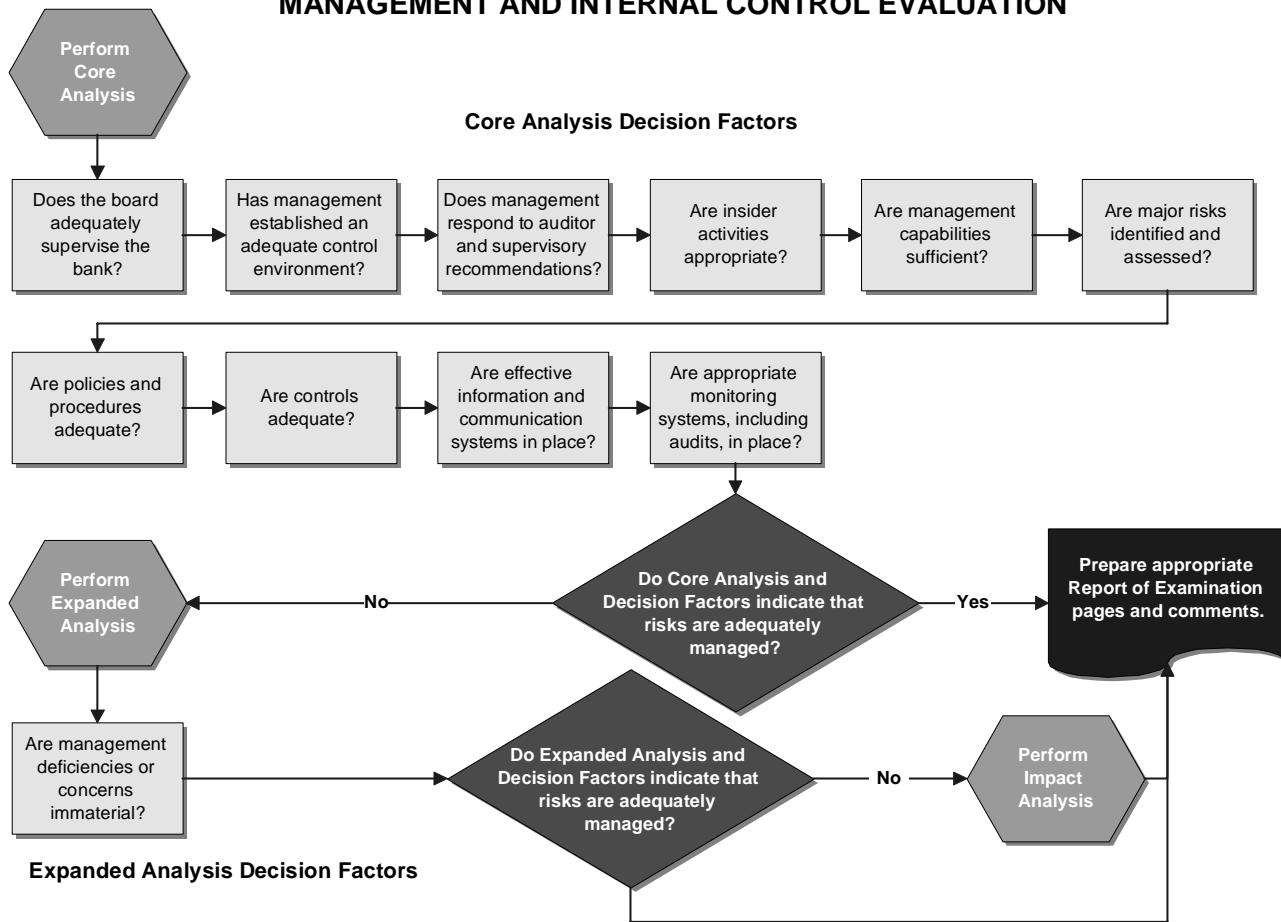 MANAGEMENT AND INTERNAL CONTROL EVALUATION
Perform
Core
Analysis
Core Analysis Decision Factors
Does the board
adequately
supervise the
bank?
Has management
established an
adequate control
environment?
Does management
respond to auditor
and supervisory
recommendations?
Are insider
activities
appropriate?
Are management
capabilities
sufficient?
Are major risks
identified and
assessed?
Are policies and
procedures
adequate?
Are controls
adequate?
Are effective
information and
communication
systems in place?
Are appropriate
monitoring
systems, including
audits, in place?
Perform
Expanded
Analysis
No
Do Core Analysis and
Decision Factors indicate that
risks are adequately
managed?
Yes
Prepare appropriate
Report of Examination
pages and comments.
Are management
deficiencies or
concerns
immaterial?
Do Expanded Analysis and
Decision Factors indicate that
risks are adequately
managed?
No
Perform
Impact
Analysis
Expanded Analysis Decision Factors